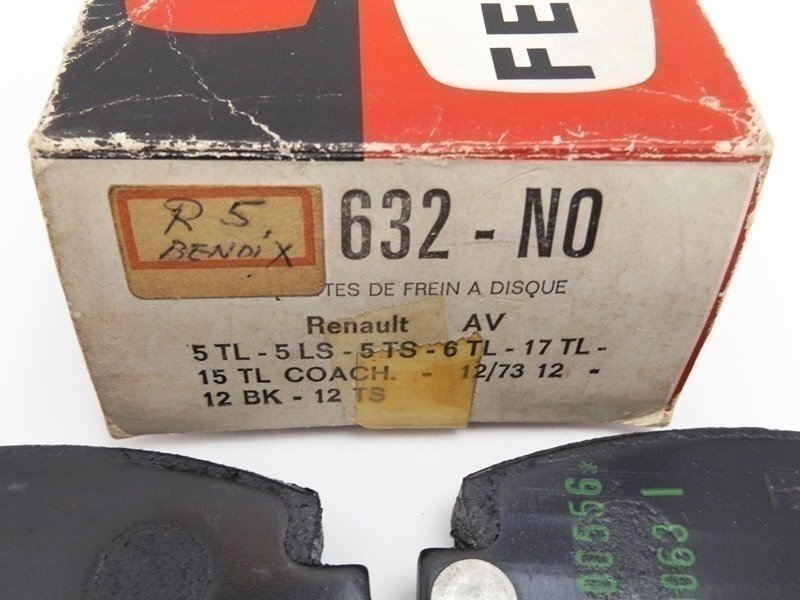 FE
R 5,
BENDIX
632 - NO
TES DE FREIN A DISQUE
Renault AV
5 TL - 5 LS - 5 TS - 6 TL - 17 TL -
15 TL COACH. - 12/73 12 -
12 BK - 12 TS
00556*
063 I